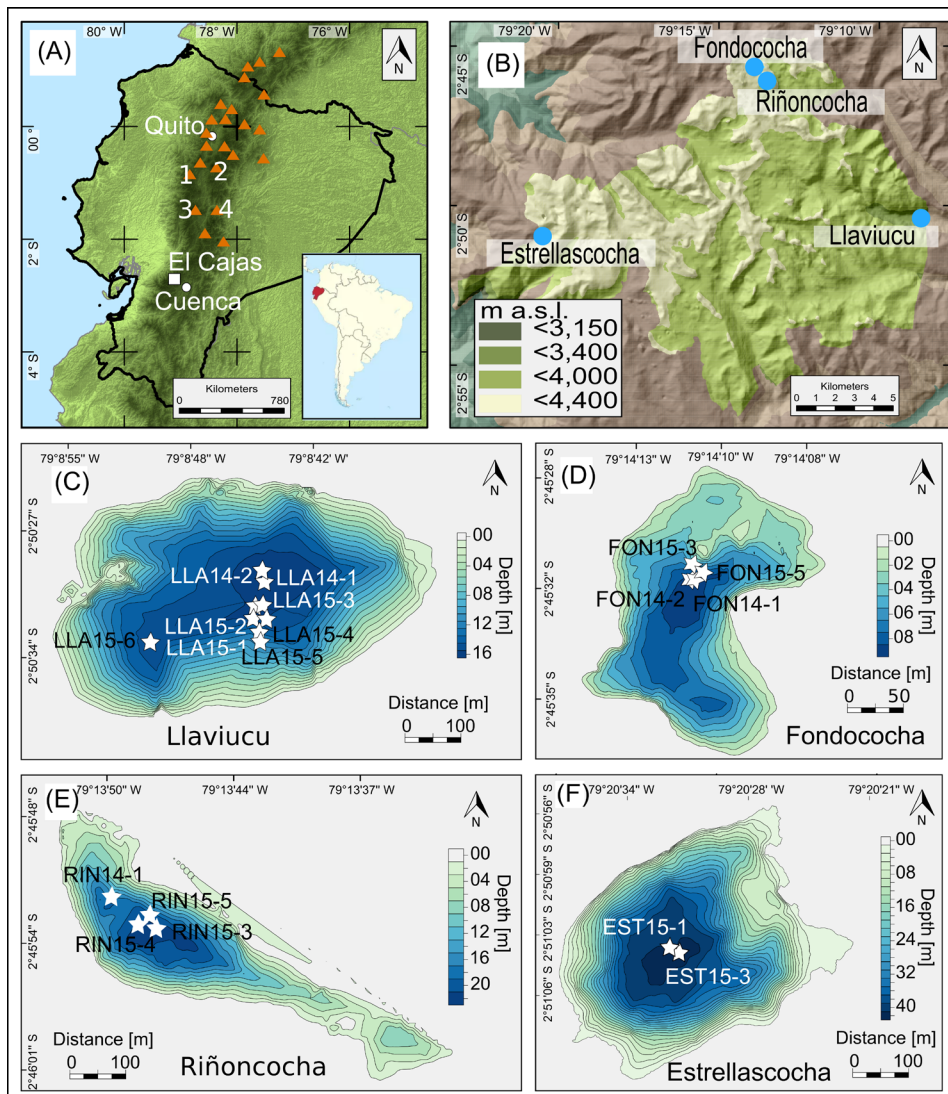 (A)
80° W
78° W
76° W
N
Quito
00 °
1
2
3
4
2° S
El Cajas
Cuenca
4° S
Kilometers
0
780
(B)
79°20' W
79°15' W
79°10' W
N
2°45' S
Fondococha
Riñoncocha
2°50' S
Estrellascocha
Llaviucu
m a.s.l.
<3,150
<3,400
<4,000
<4,400
2°55' S
Kilometers
0 1 2 3 4 5
(C)
79°8'55" W
79°8'48" W
79°8'42" W
N
2°50'27" S
2°50'34" S
LLA14-2
LLA14-1
LLA15-3
LLA15-2
LLA15-4
LLA15-6
LLA15-1
LLA15-5
00
04
08
12
16
Depth [m]
Distance [m]
0
100
Llaviucu
(D)
79°14'13" W
79°14'10" W
79°14'08" W
N
2°45'28" S
2°45'32" S
2°45'35" S
FON15-3
FON15-5
FON14-2
FON14-1
00
02
04
06
08
Depth [m]
Distance [m]
0
50
Fondococha
(E)
79°13'50" W
79°13'44" W
79°13'37" W
N
2°45'48" S
2°45'54" S
2°46'01" S
RIN14-1
RIN15-5
RIN15-4
RIN15-3
00
04
08
12
16
20
Depth [m]
Distance [m]
0
100
Riñoncocha
(F)
79°20'34" W
79°20'28" W
79°20'21" W
N
2°50'56" S
2°50'59" S
2°51'03" S
2°51'06" S
EST15-1
EST15-3
00
08
16
24
32
40
Depth [m]
Distance [m]
0
100
Estrellascocha